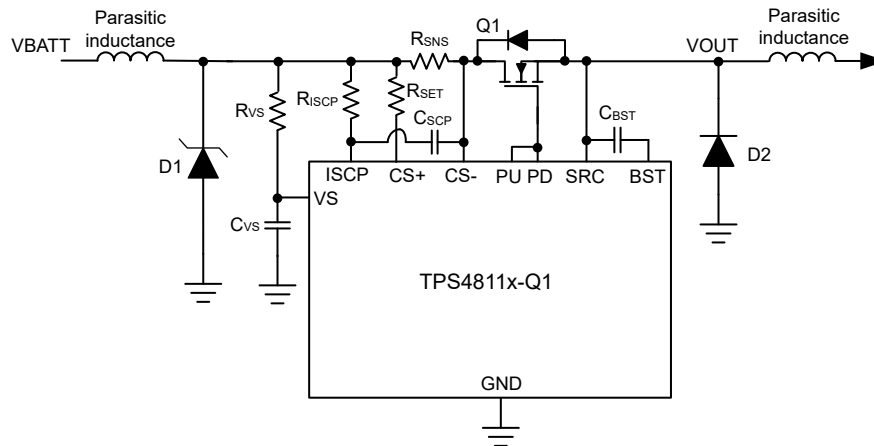 Parasitic
inductance
VBATT
RSNS
Q1
VOUT
Parasitic
inductance
RVS
RISCP
RSET
CSCP
CBST
D1
D2
ISCP
CS+
CS-
PU
PD
SRC
BST
VS
CVS
TPS4811x-Q1
GND